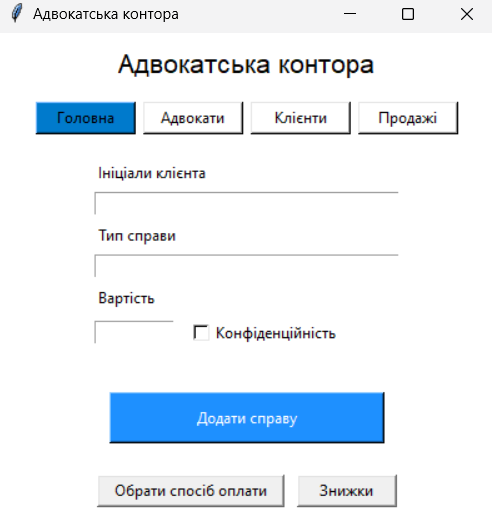 Адвокатська контора
Адвокатська контора
Головна Адвокати Клієнти Продажі
Ініціали клієнта
Тип справи
Вартість
Конфіденційність
Додати справу
Обрати спосіб оплати Знижки